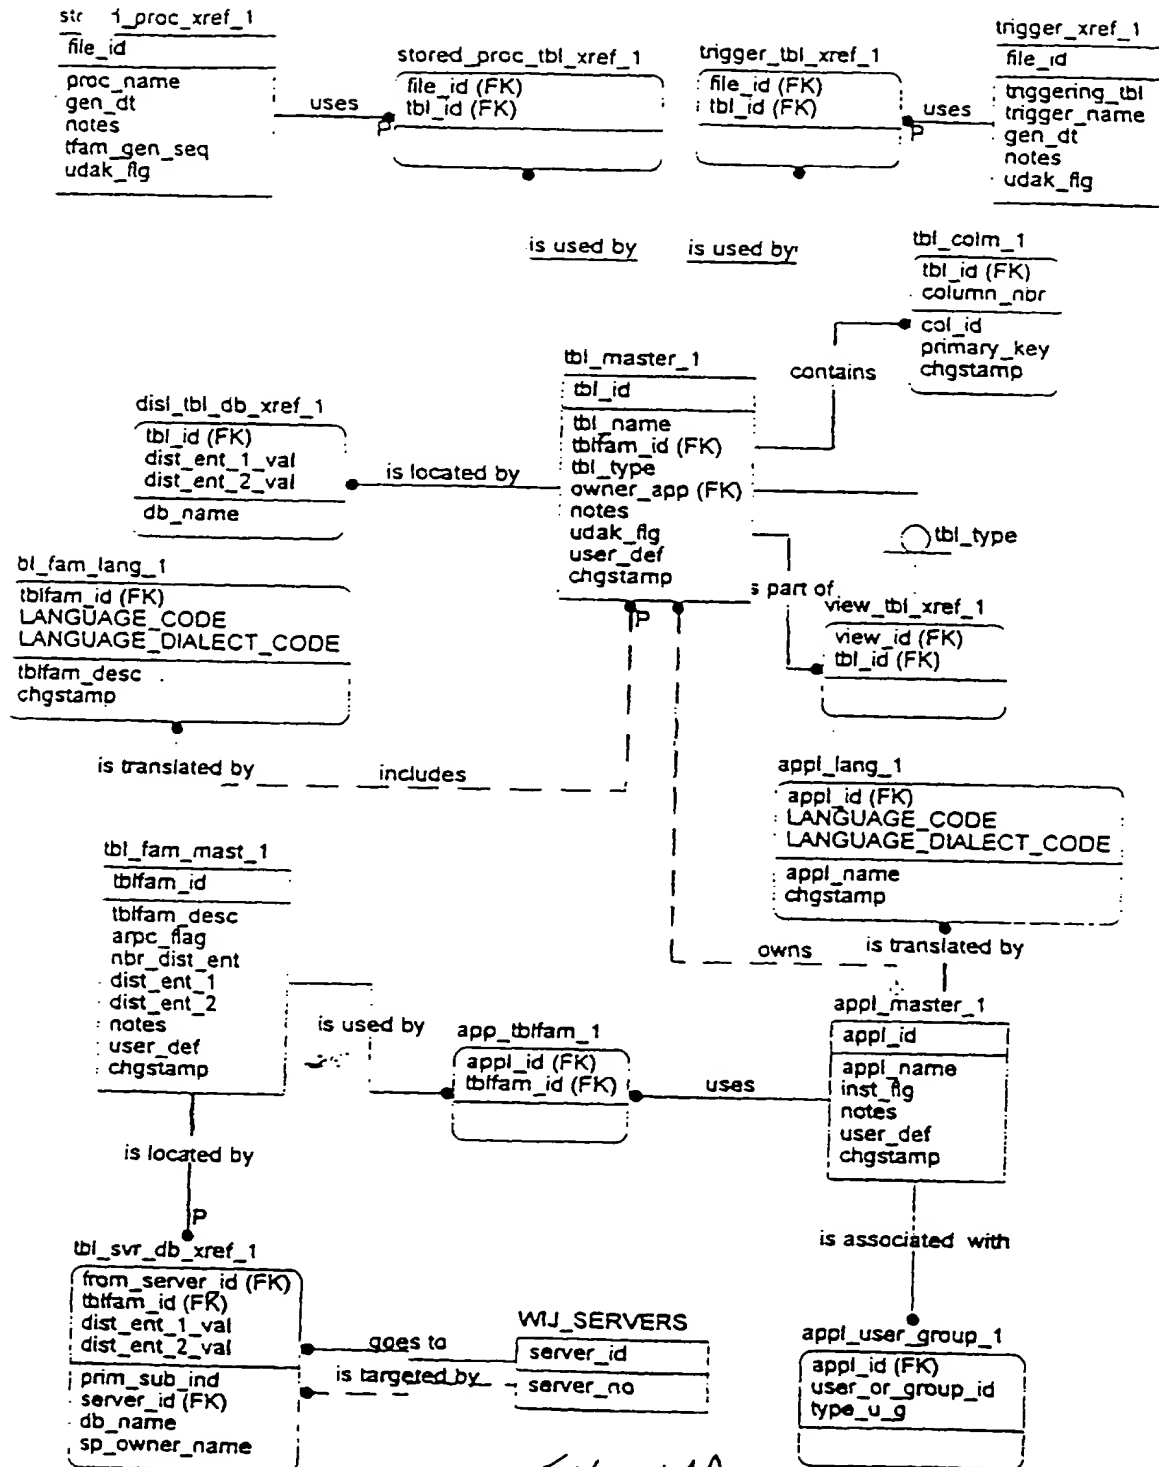 proc_xref_1
file_id
proc_name
gen_dt
notes
tfam_gen_seq
udak_flg
uses
P
stored_proc_tbl_xref_1
file_id (FK)
tbl_id (FK)
trigger_tbl_xref_1
file_id (FK)
tbl_id (FK)
uses
P
trigger_xref_1
file_id
triggering_tbl
trigger_name
gen_dt
notes
udak_flg
is used by
is used by
tbl_colm_1
tbl_id (FK)
column_nbr
col_id
primary_key
chgstamp
contains
tbl_master_1
tbl_id
tbl_name
tblfam_id (FK)
tbl_type
owner_app (FK)
notes
udak_flg
user_def
chgstamp
disl_tbl_db_xref_1
tbl_id (FK)
dist_ent_1_val
dist_ent_2_val
db_name
is located by
tbl_type
s part of
P
view_tbl_xref_1
view_id (FK)
tbl_id (FK)
bl_fam_lang_1
tblfam_id (FK)
LANGUAGE_CODE
LANGUAGE_DIALECT_CODE
tblfam_desc
chgstamp
is translated by
includes
appl_lang_1
appl_id (FK)
LANGUAGE_CODE
LANGUAGE_DIALECT_CODE
appl_name
chgstamp
tbl_fam_mast_1
tblfam_id
tblfam_desc
arpc_flag
nbr_dist_ent
dist_ent_1
dist_ent_2
notes
user_def
chgstamp
owns
is translated by
is used by
app_tblfam_1
appl_id (FK)
tblfam_id (FK)
uses
appl_master_1
appl_id
appl_name
inst_flg
notes
user_def
chgstamp
is located by
P
is associated with
tbl_svr_db_xref_1
from_server_id (FK)
tblfam_id (FK)
dist_ent_1_val
dist_ent_2_val
prim_sub_ind
server_id (FK)
db_name
sp_owner_name
goes to
is targeted by
WIJ_SERVERS
server_id
server_no
appl_user_group_1
appl_id (FK)
user_or_group_id
type_u_g